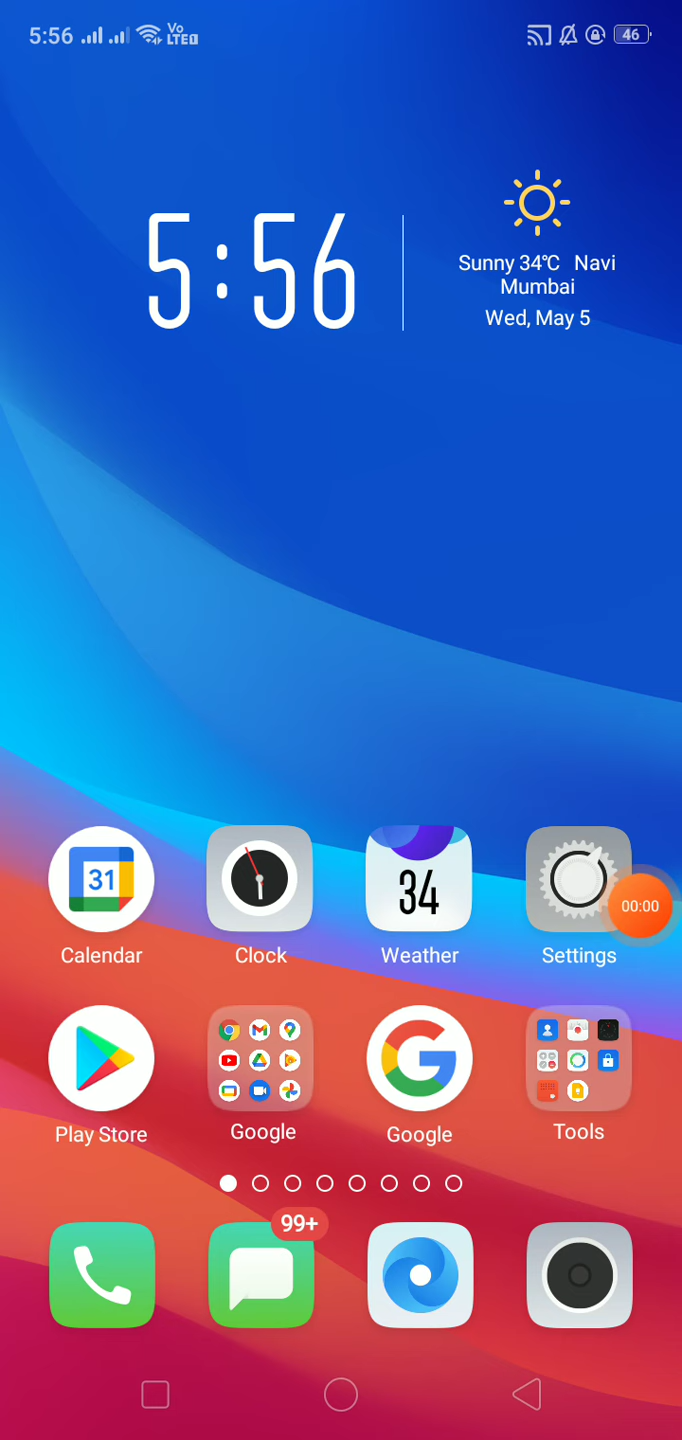 5:56 Vo LTE 46
5:56
Sunny 34℃ Navi
Mumbai
Wed, May 5
31
34
00:00
Calendar Clock Weather Settings
Play Store Google Google Tools
99+